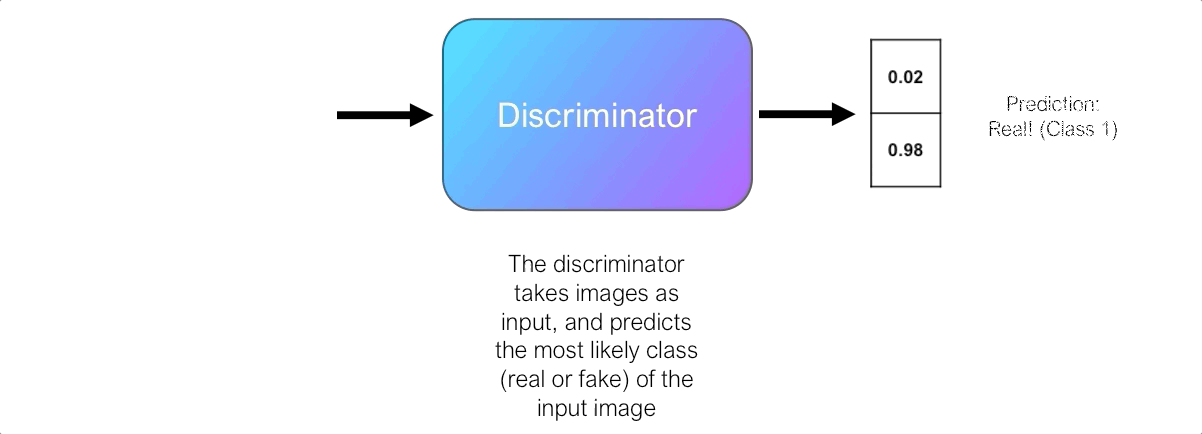 Discriminator
0.02
0.98
Prediction:
Real! (Class 1)
The discriminator
takes images as
input, and predicts
the most likely class
(real or fake) of the
input image